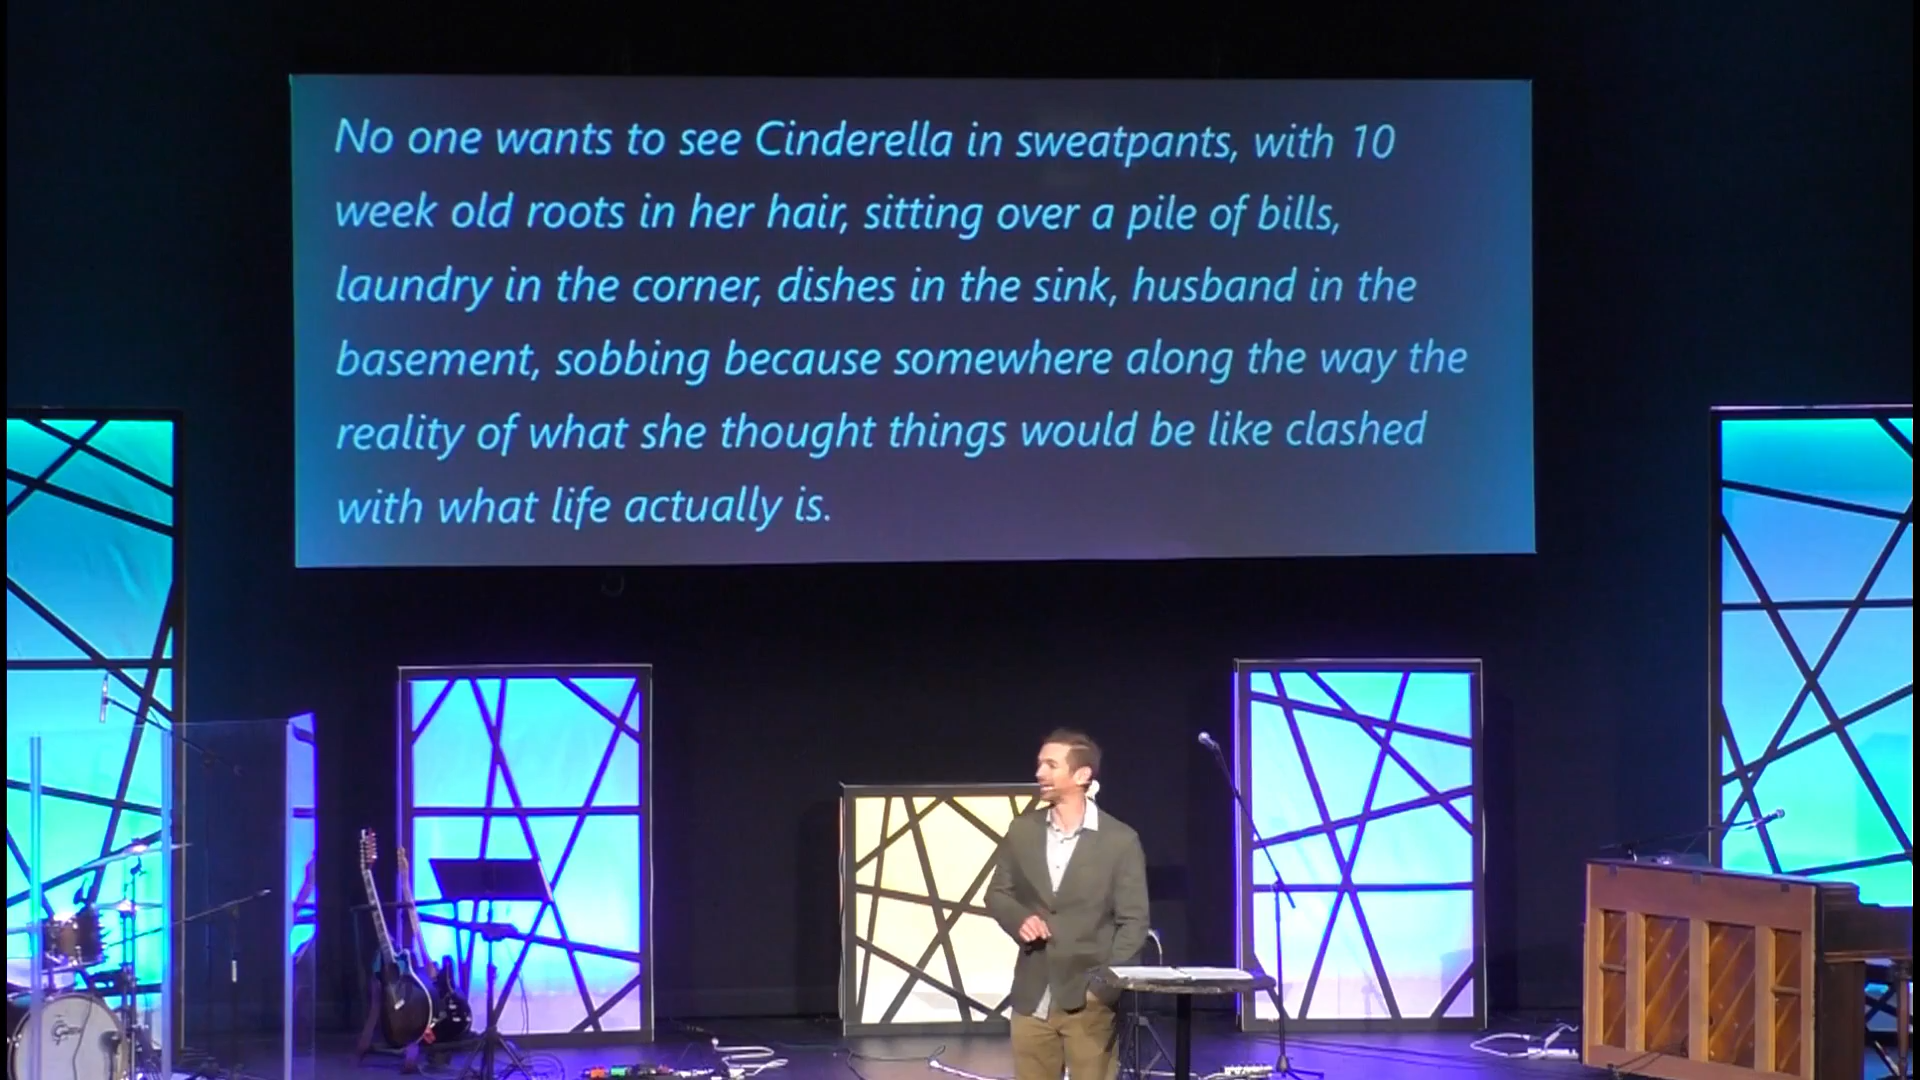 No one wants to see Cinderella in sweatpants, with 10
week old roots in her hair, sitting over a pile of bills,
laundry in the corner, dishes in the sink, husband in the
basement, sobbing because somewhere along the way the
reality of what she thought things would be like clashed
with what life actually is.
Gretsch